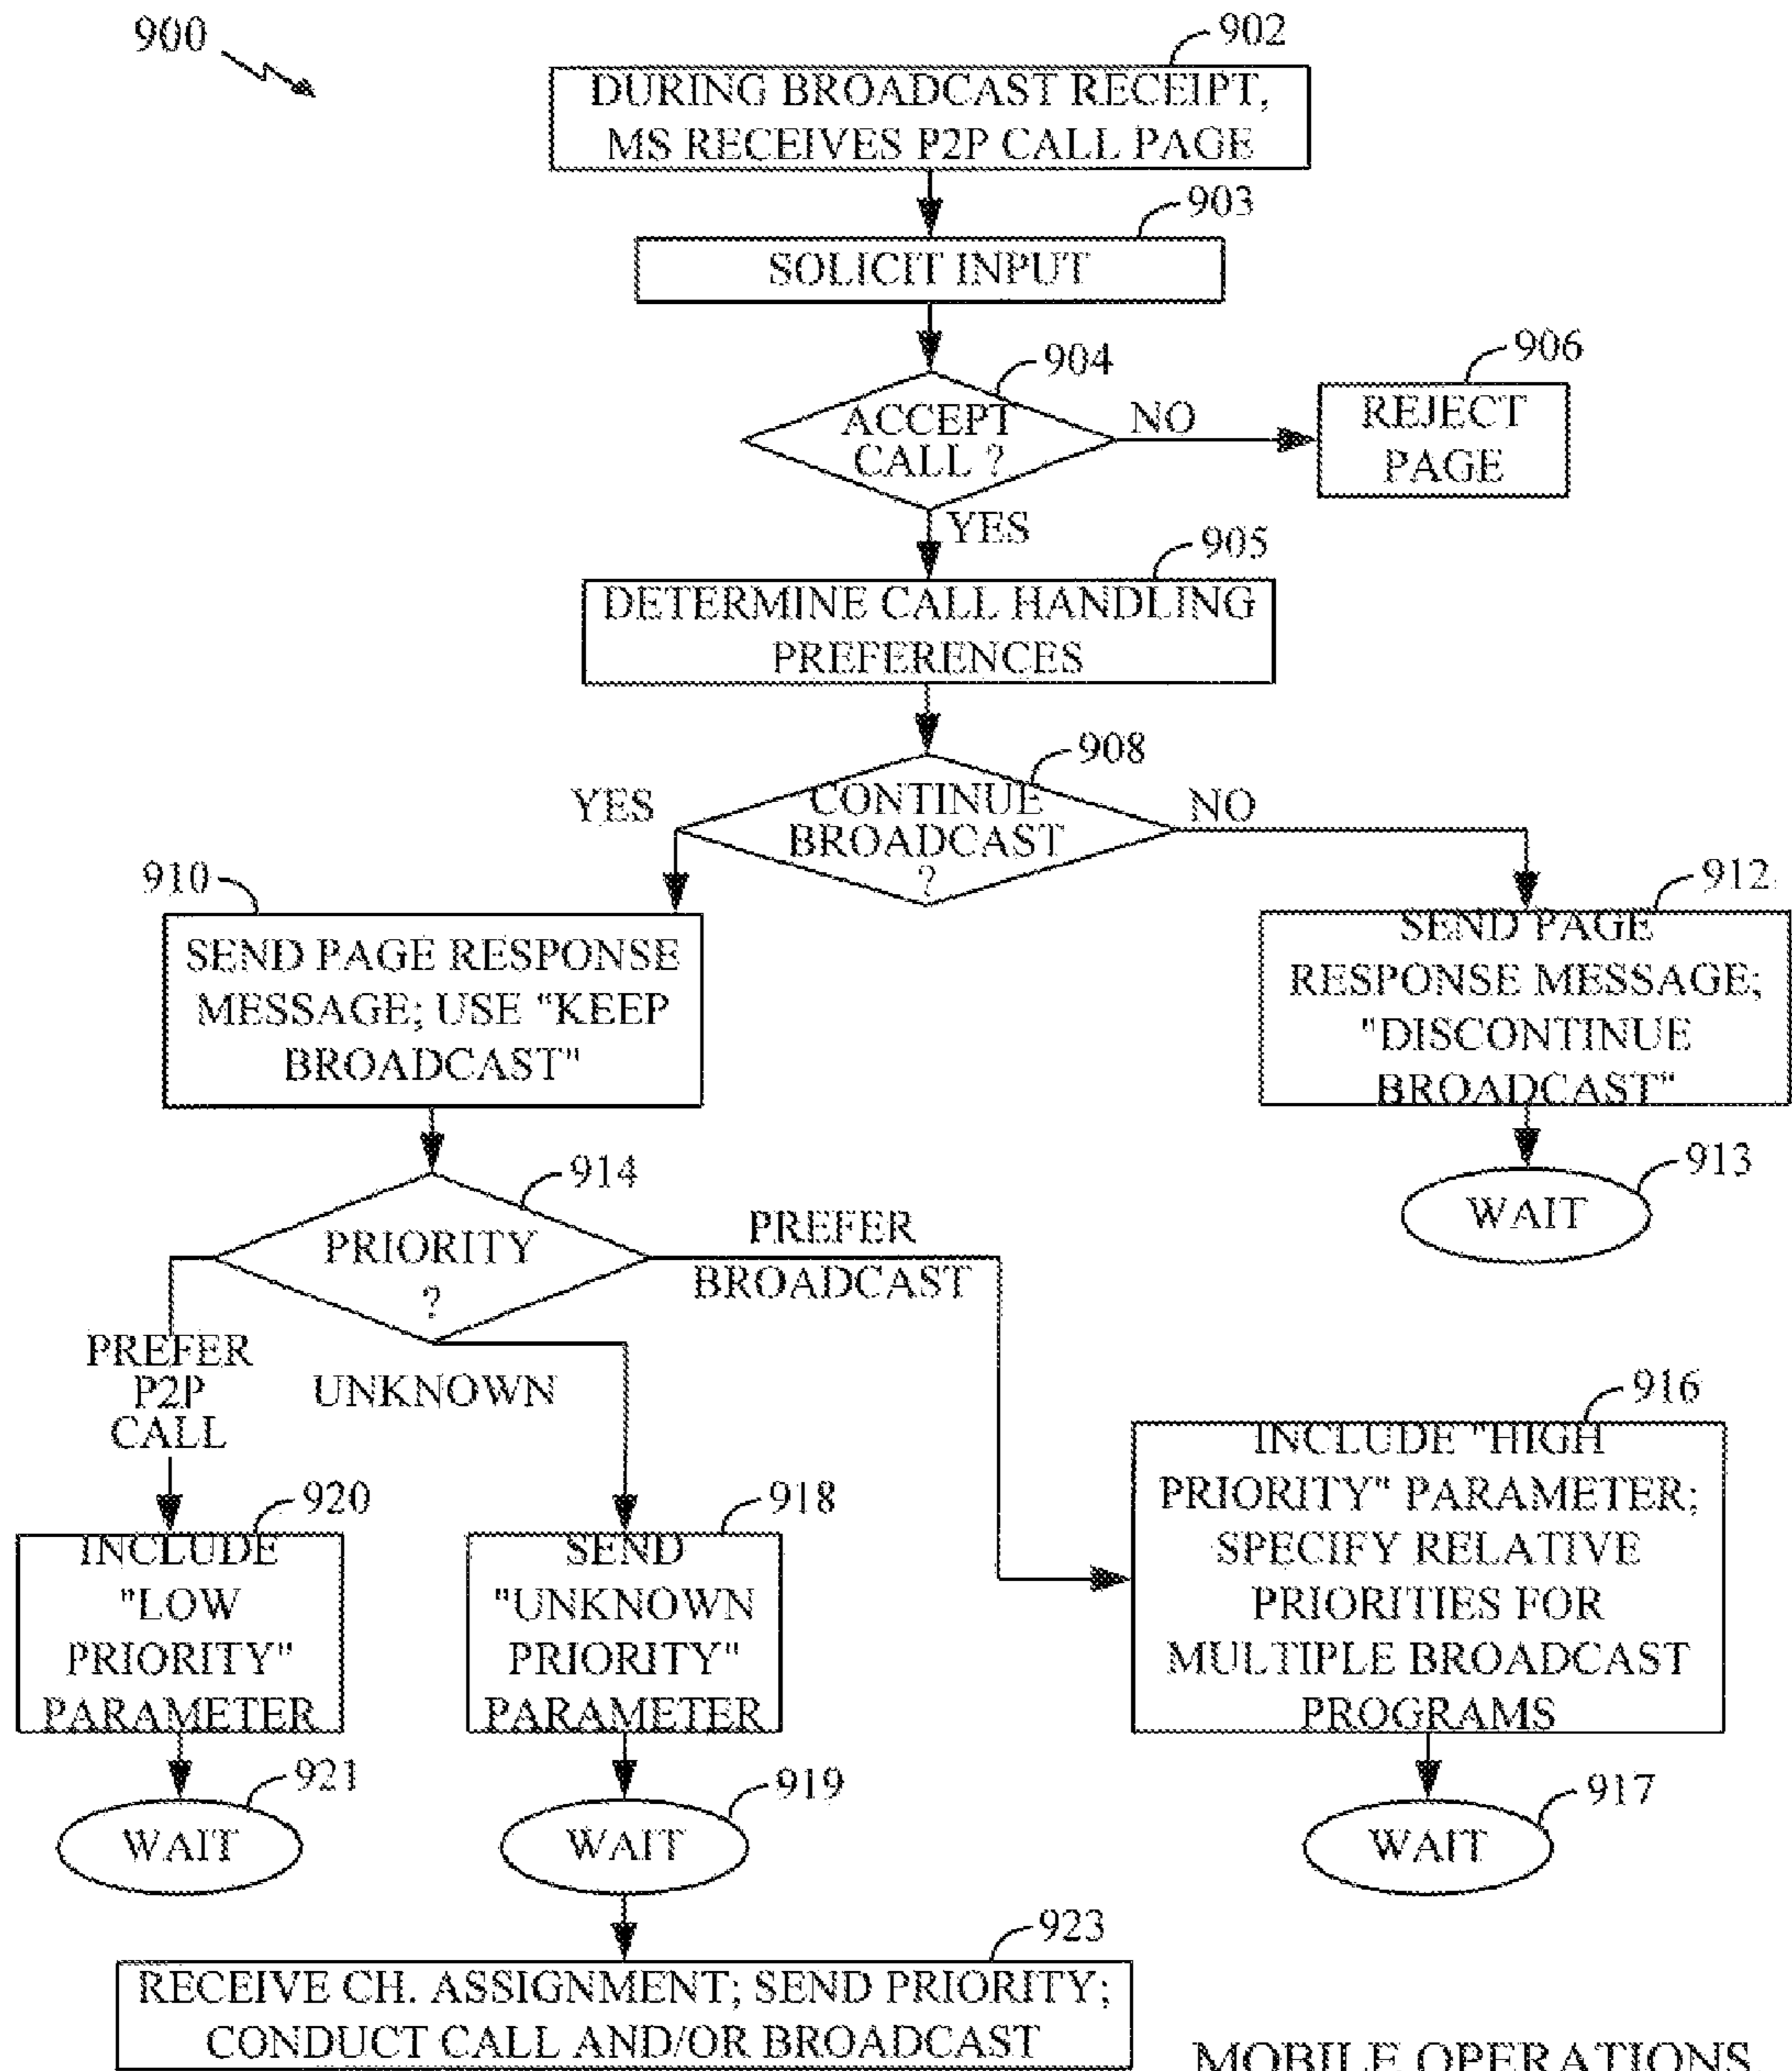 900
902
DURING BROADCAST RECEIPT,
MS RECEIVES P2P CALL PAGE
903
SOLICIT INPUT
904
ACCEPT
CALL ?
NO
906
REJECT
PAGE
YES
905
DETERMINE CALL HANDLING
PREFERENCES
908
CONTINUE
BROADCAST
?
YES
NO
910
SEND PAGE RESPONSE
MESSAGE; USE "KEEP
BROADCAST"
912
SEND PAGE
RESPONSE MESSAGE;
"DISCONTINUE
BROADCAST"
913
WAIT
914
PRIORITY
?
PREFER
BROADCAST
PREFER
P2P
CALL
UNKNOWN
916
INCLUDE "HIGH
PRIORITY" PARAMETER;
SPECIFY RELATIVE
PRIORITIES FOR
MULTIPLE BROADCAST
PROGRAMS
920
INCLUDE
"LOW
PRIORITY"
PARAMETER
918
SEND
"UNKNOWN
PRIORITY"
PARAMETER
921
WAIT
919
WAIT
917
WAIT
923
RECEIVE CH. ASSIGNMENT; SEND PRIORITY;
CONDUCT CALL AND/OR BROADCAST
MOBILE OPERATIONS